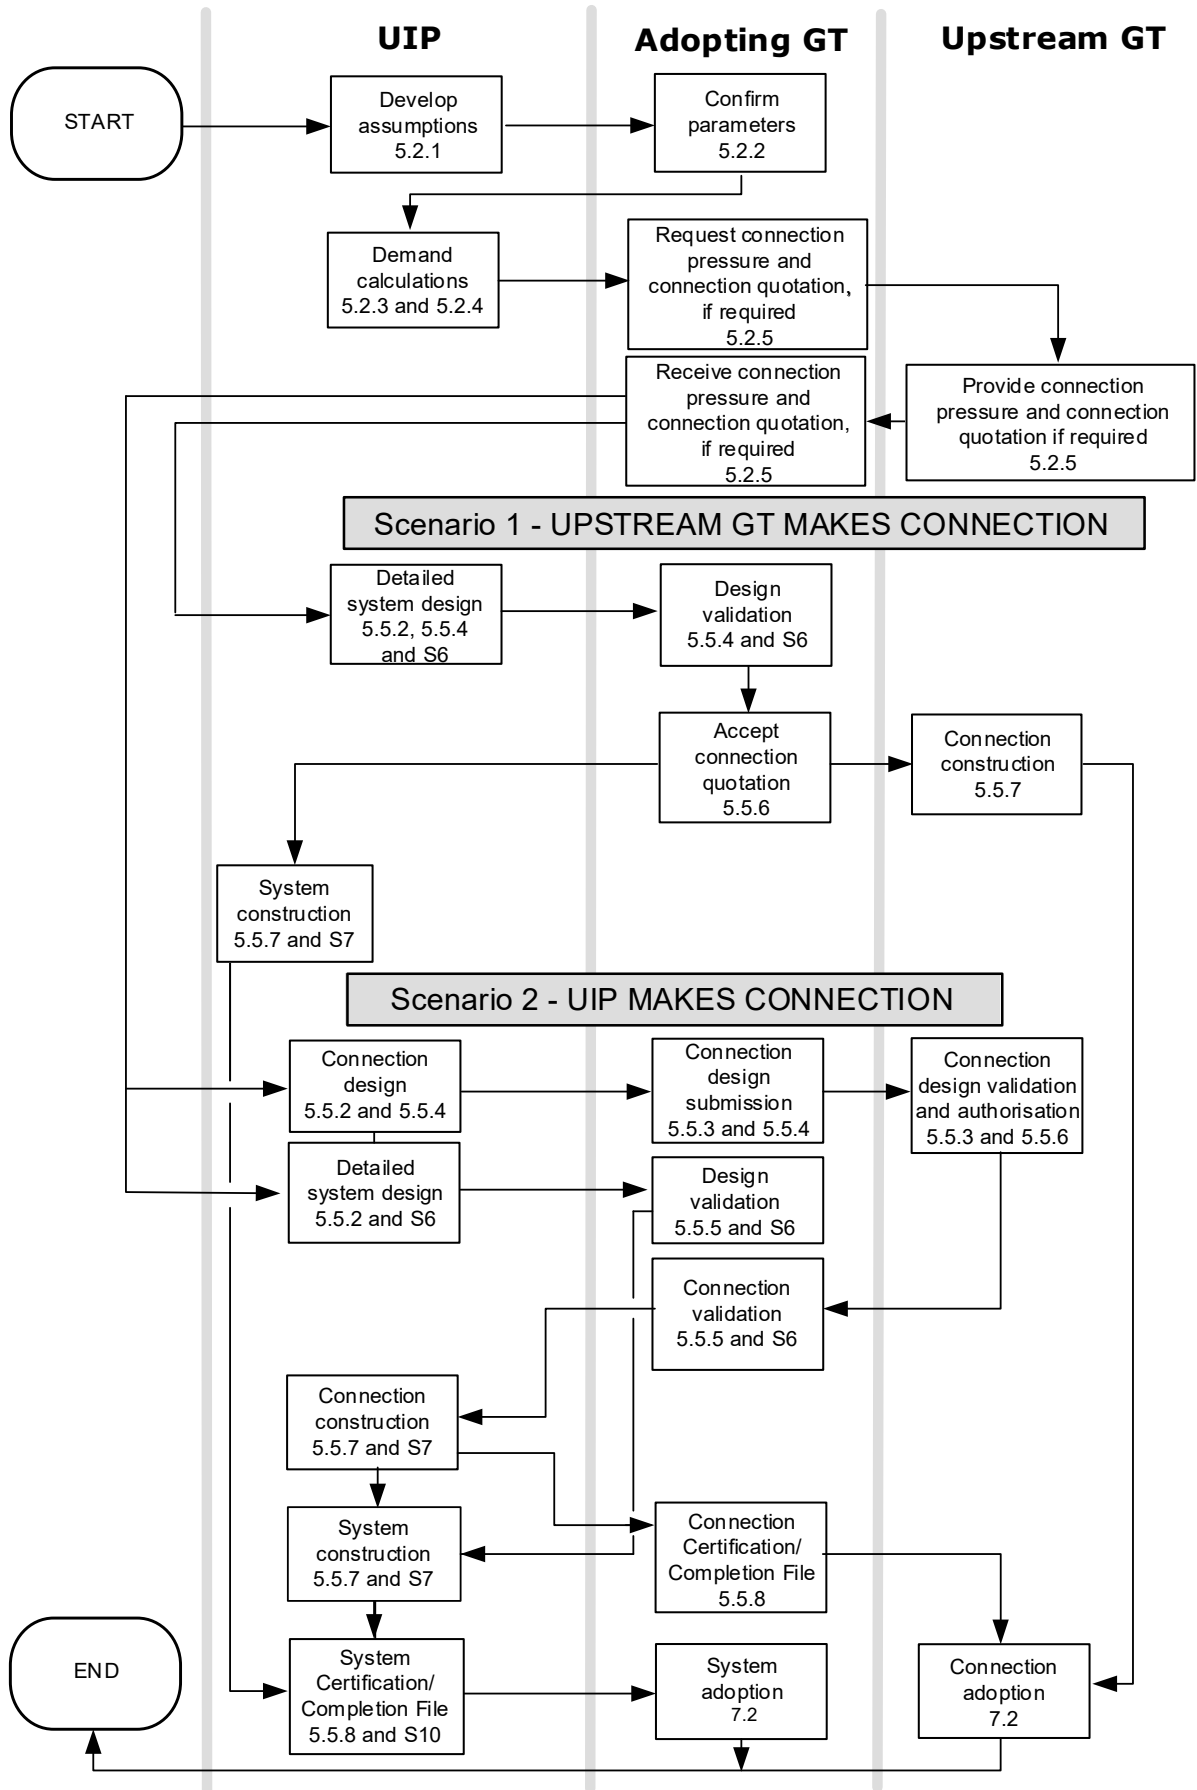 UIP
Adopting GT
Upstream GT
START
Develop
assumptions
5.2.1
Confirm
parameters
5.2.2
Demand
calculations
5.2.3 and 5.2.4
Request connection
pressure and
connection quotation,
if required
5.2.5
Receive connection
pressure and
connection quotation,
if required
5.2.5
Provide connection
pressure and connection
quotation if required
5.2.5
Scenario 1 - UPSTREAM GT MAKES CONNECTION
Detailed
system design
5.5.2, 5.5.4
and S6
Design
validation
5.5.4 and S6
Accept
connection
quotation
5.5.6
Connection
construction
5.5.7
System
construction
5.5.7 and S7
Scenario 2 - UIP MAKES CONNECTION
Connection
design
5.5.2 and 5.5.4
Connection
design
submission
5.5.3 and 5.5.4
Connection
design validation
and authorisation
5.5.3 and 5.5.6
Detailed
system design
5.5.2 and S6
Design
validation
5.5.5 and S6
Connection
validation
5.5.5 and S6
Connection
construction
5.5.7 and S7
System
construction
5.5.7 and S7
Connection
Certification/
Completion File
5.5.8
END
System
Certification/
Completion File
5.5.8 and S10
System
adoption
7.2
Connection
adoption
7.2